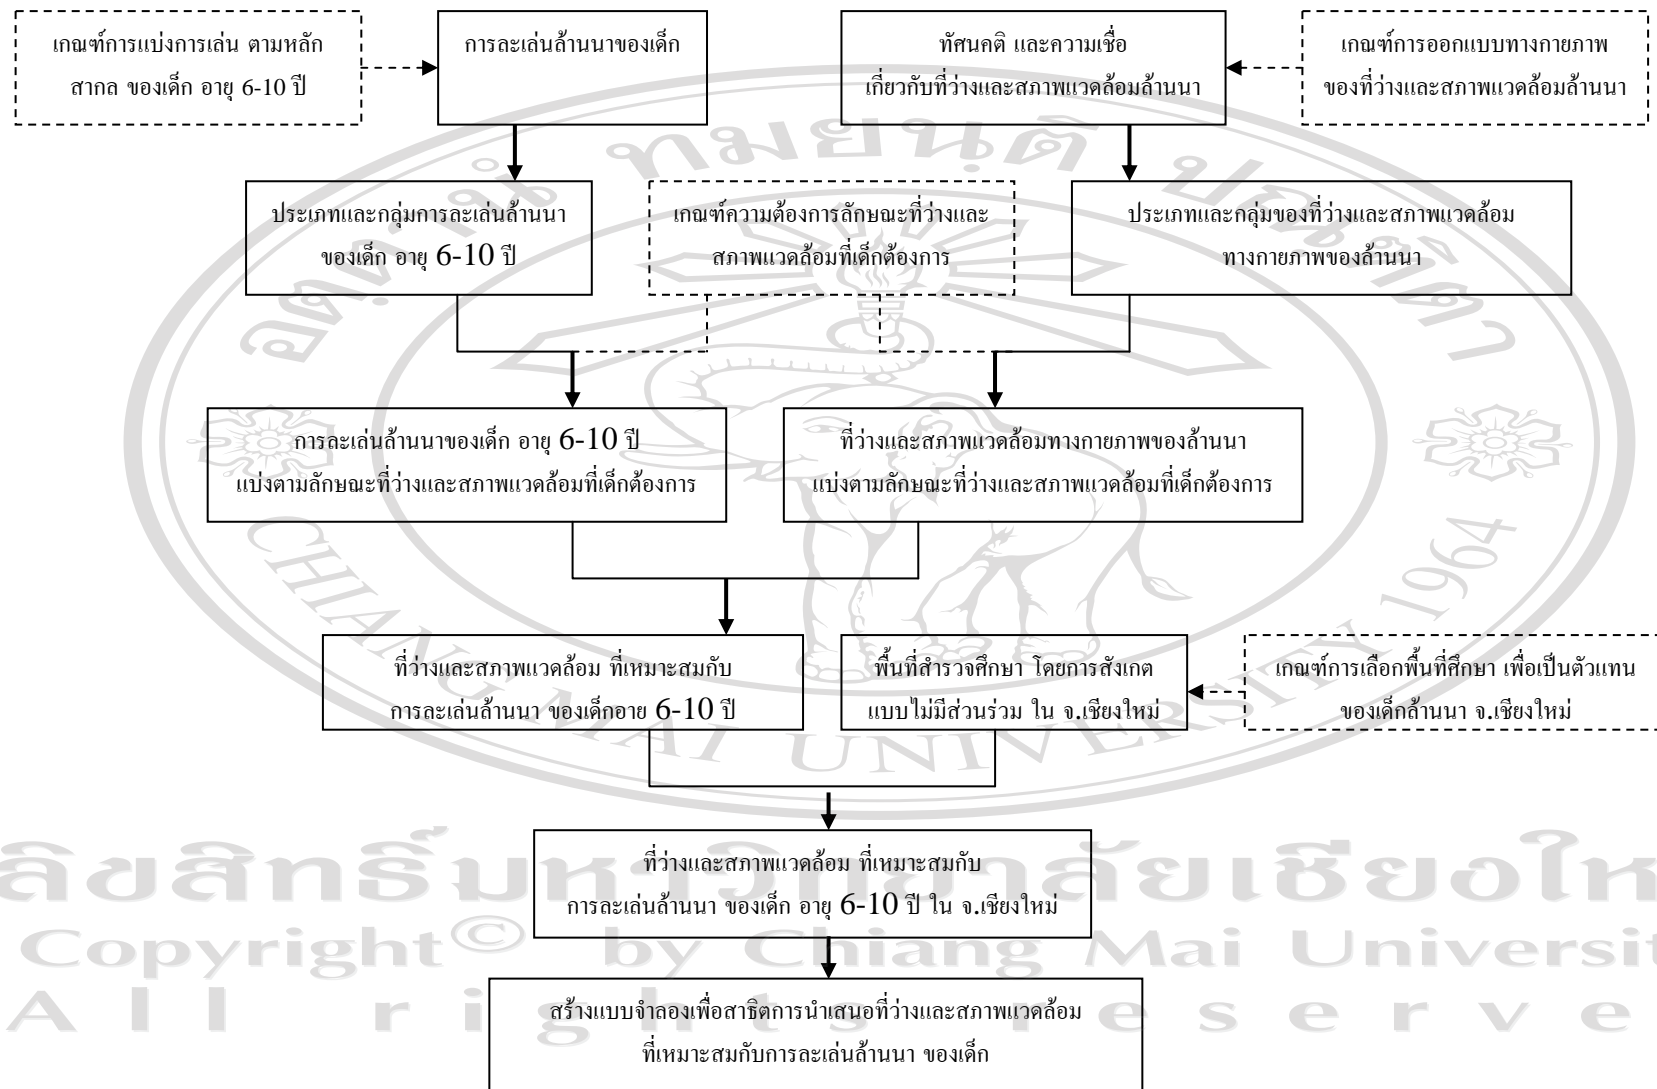 เกณฑ์การแบ่งการเล่น ตามหลัก
สากล ของเด็ก อายุ 6-10 ปี
การละเล่นล้านนาของเด็ก
ทัศนคติ และความเชื่อ
เกี่ยวกับที่ว่างและสภาพแวดล้อมล้านนา
เกณฑ์การออกแบบทางกายภาพ
ของที่ว่างและสภาพแวดล้อมล้านนา
ประเภทและกลุ่มการละเล่นล้านนา
ของเด็ก อายุ 6-10 ปี
เกณฑ์ความต้องการลักษณะที่ว่างและ
สภาพแวดล้อมที่เด็กต้องการ
ประเภทและกลุ่มของที่ว่างและสภาพแวดล้อม
ทางกายภาพของล้านนา
การละเล่นล้านนาของเด็ก อายุ 6-10 ปี
แบ่งตามลักษณะที่ว่างและสภาพแวดล้อมที่เด็กต้องการ
ที่ว่างและสภาพแวดล้อมทางกายภาพของล้านนา
แบ่งตามลักษณะที่ว่างและสภาพแวดล้อมที่เด็กต้องการ
ที่ว่างและสภาพแวดล้อม ที่เหมาะสมกับ
การละเล่นล้านนา ของเด็กอาย 6-10 ปี
พื้นที่สำรวจศึกษา โดยการสังเกต
แบบไม่มีส่วนร่วม ใน จ.เชียงใหม่
เกณฑ์การเลือกพื้นที่ศึกษา เพื่อเป็นตัวแทน
ของเด็กล้านนา จ.เชียงใหม่
ที่ว่างและสภาพแวดล้อม ที่เหมาะสมกับ
การละเล่นล้านนา ของเด็ก อายุ 6-10 ปี ใน จ.เชียงใหม่
สร้างแบบจำลองเพื่อสาธิตการนำเสนอที่ว่างและสภาพแวดล้อม
ที่เหมาะสมกับการละเล่นล้านนา ของเด็ก
CHIANG MAI UNIVERSITY 1964
Copyright© by Chiang Mai Universit
All rights reserve